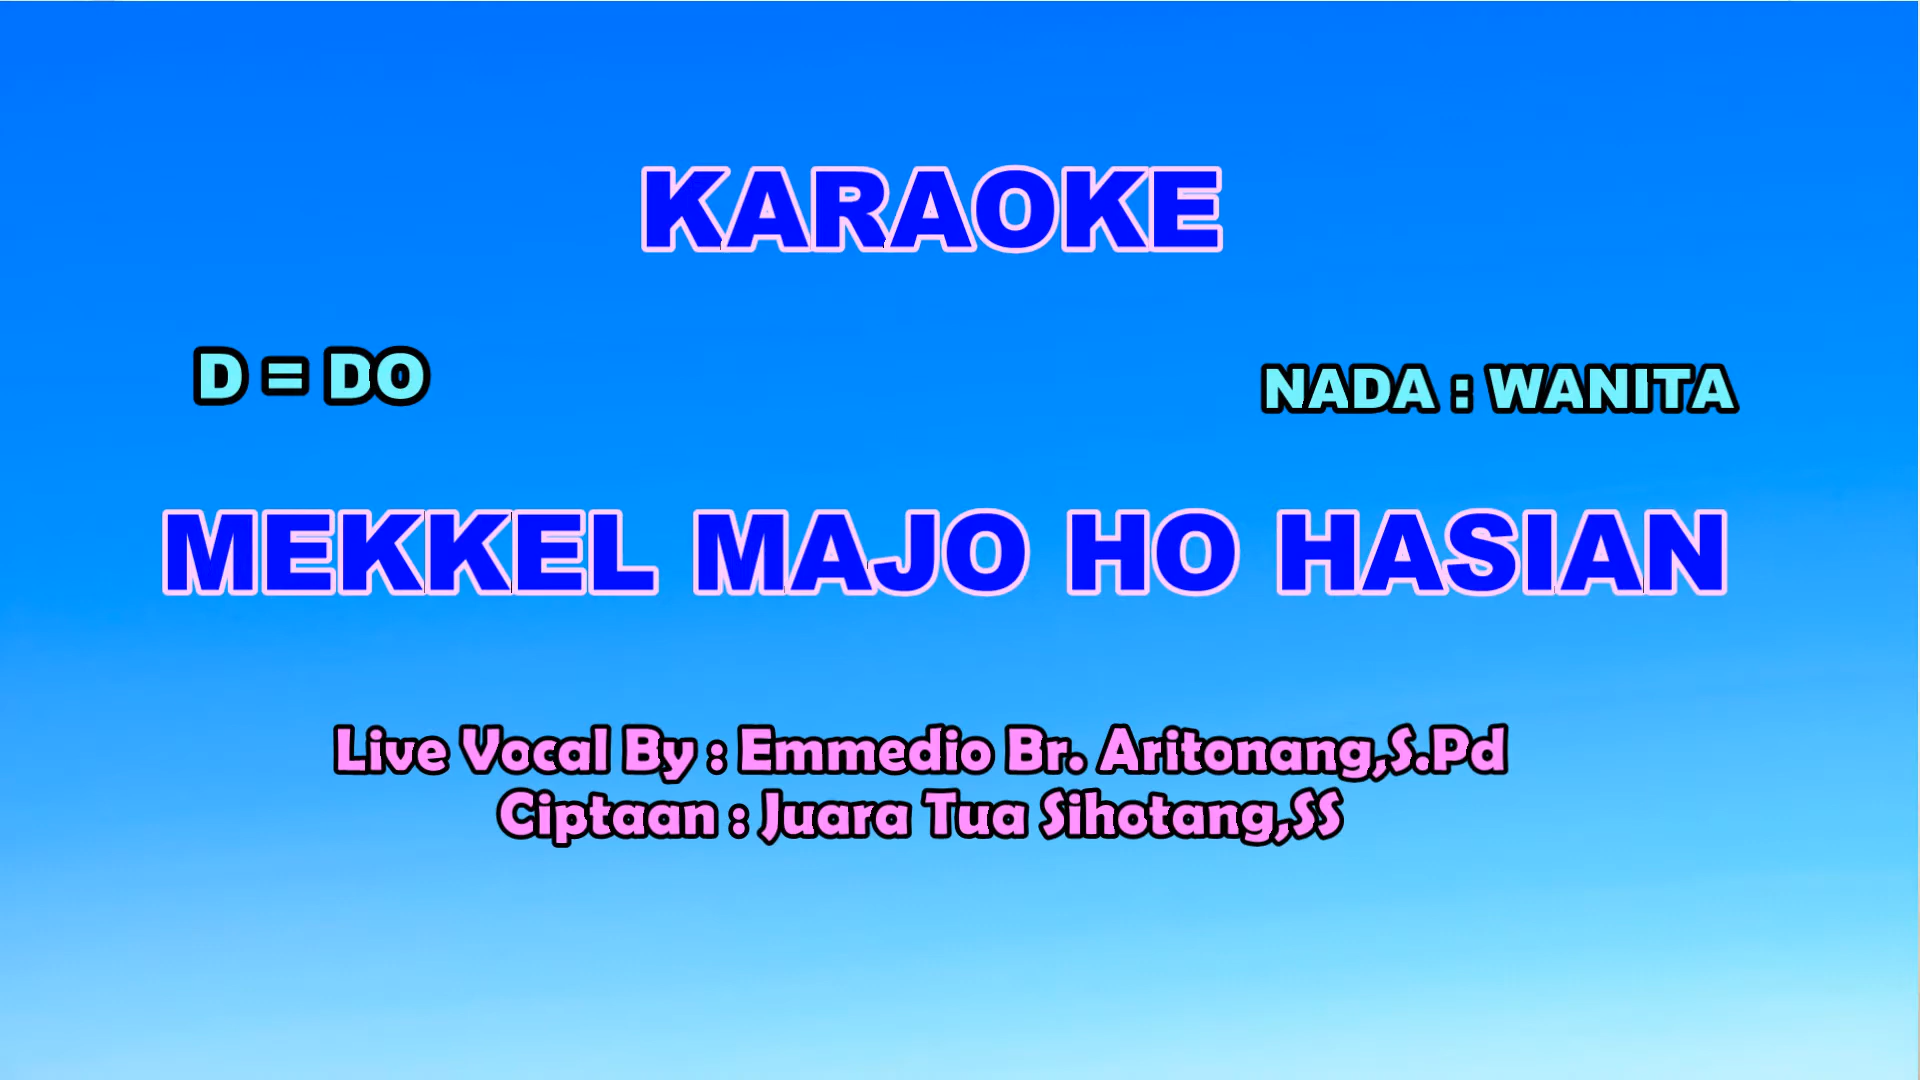 KARAOKE
D = DO
NADA : WANITA
MEKKEL MAJO HO HASIAN
Live Vocal By : Emmedio Br. Aritonang,S.Pd
Ciptaan : Juara Tua Sihotang,SS